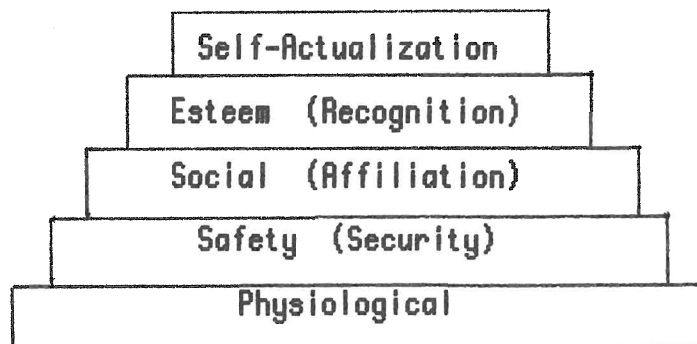 Self-Actualization
Esteem (Recognition)
Social (Affiliation)
Safety (Security)
Physiological